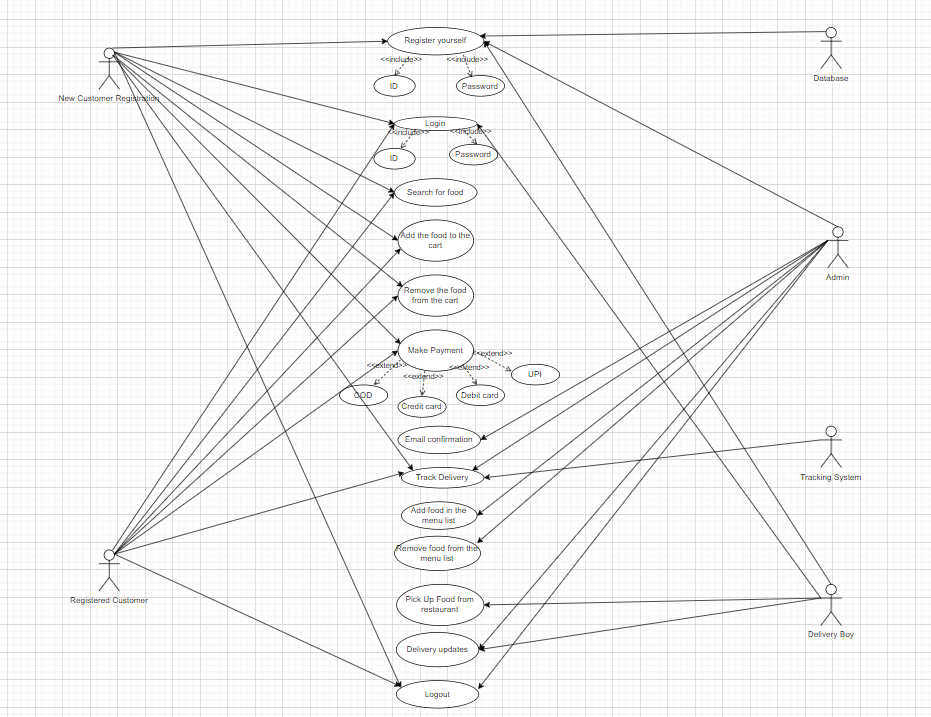 Register yourself
<<include>>
<<include>>
ID
Password
New Customer Registration
Database
Login
<<include>>
<<include>>
ID
Password
Search for food
Add the food to the
cart
Admin
Remove the food
from the cart
Make Payment
<<extend>>
<<extend>>
<<extend>>
<<extend>>
UPI
COD
Credit card
Debit card
Email confirmation
Track Delivery
Tracking System
Add food in the
menu list
Remove food from the
menu list
Registered Customer
Pick Up Food from
restaurant
Delivery Boy
Delivery updates
Logout